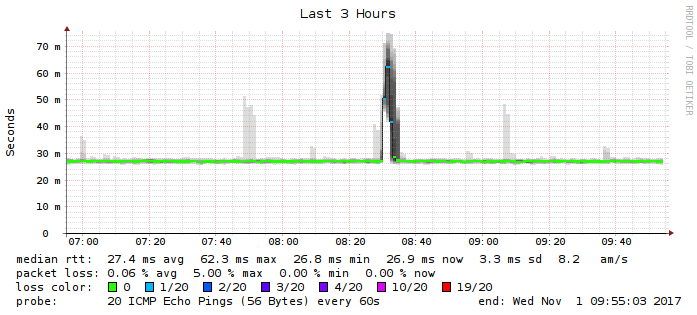 Last 3 Hours
RRDTOOL / TOBI OETIKER
Seconds
70 m
60 m
50 m
40 m
30 m
20 m
10 m
0
07:00 07:20 07:40 08:00 08:20 08:40 09:00 09:20 09:40
median rtt: 27.4 ms avg 62.3 ms max 26.8 ms min 26.9 ms now 3.3 ms sd 8.2 am/s
packet loss: 0.06 % avg 5.00 % max 0.00 % min 0.00 % now
loss color: 0 1/20 2/20 3/20 4/20 10/20 19/20
probe: 20 ICMP Echo Pings (56 Bytes) every 60s end: Wed Nov 1 09:55:03 2017